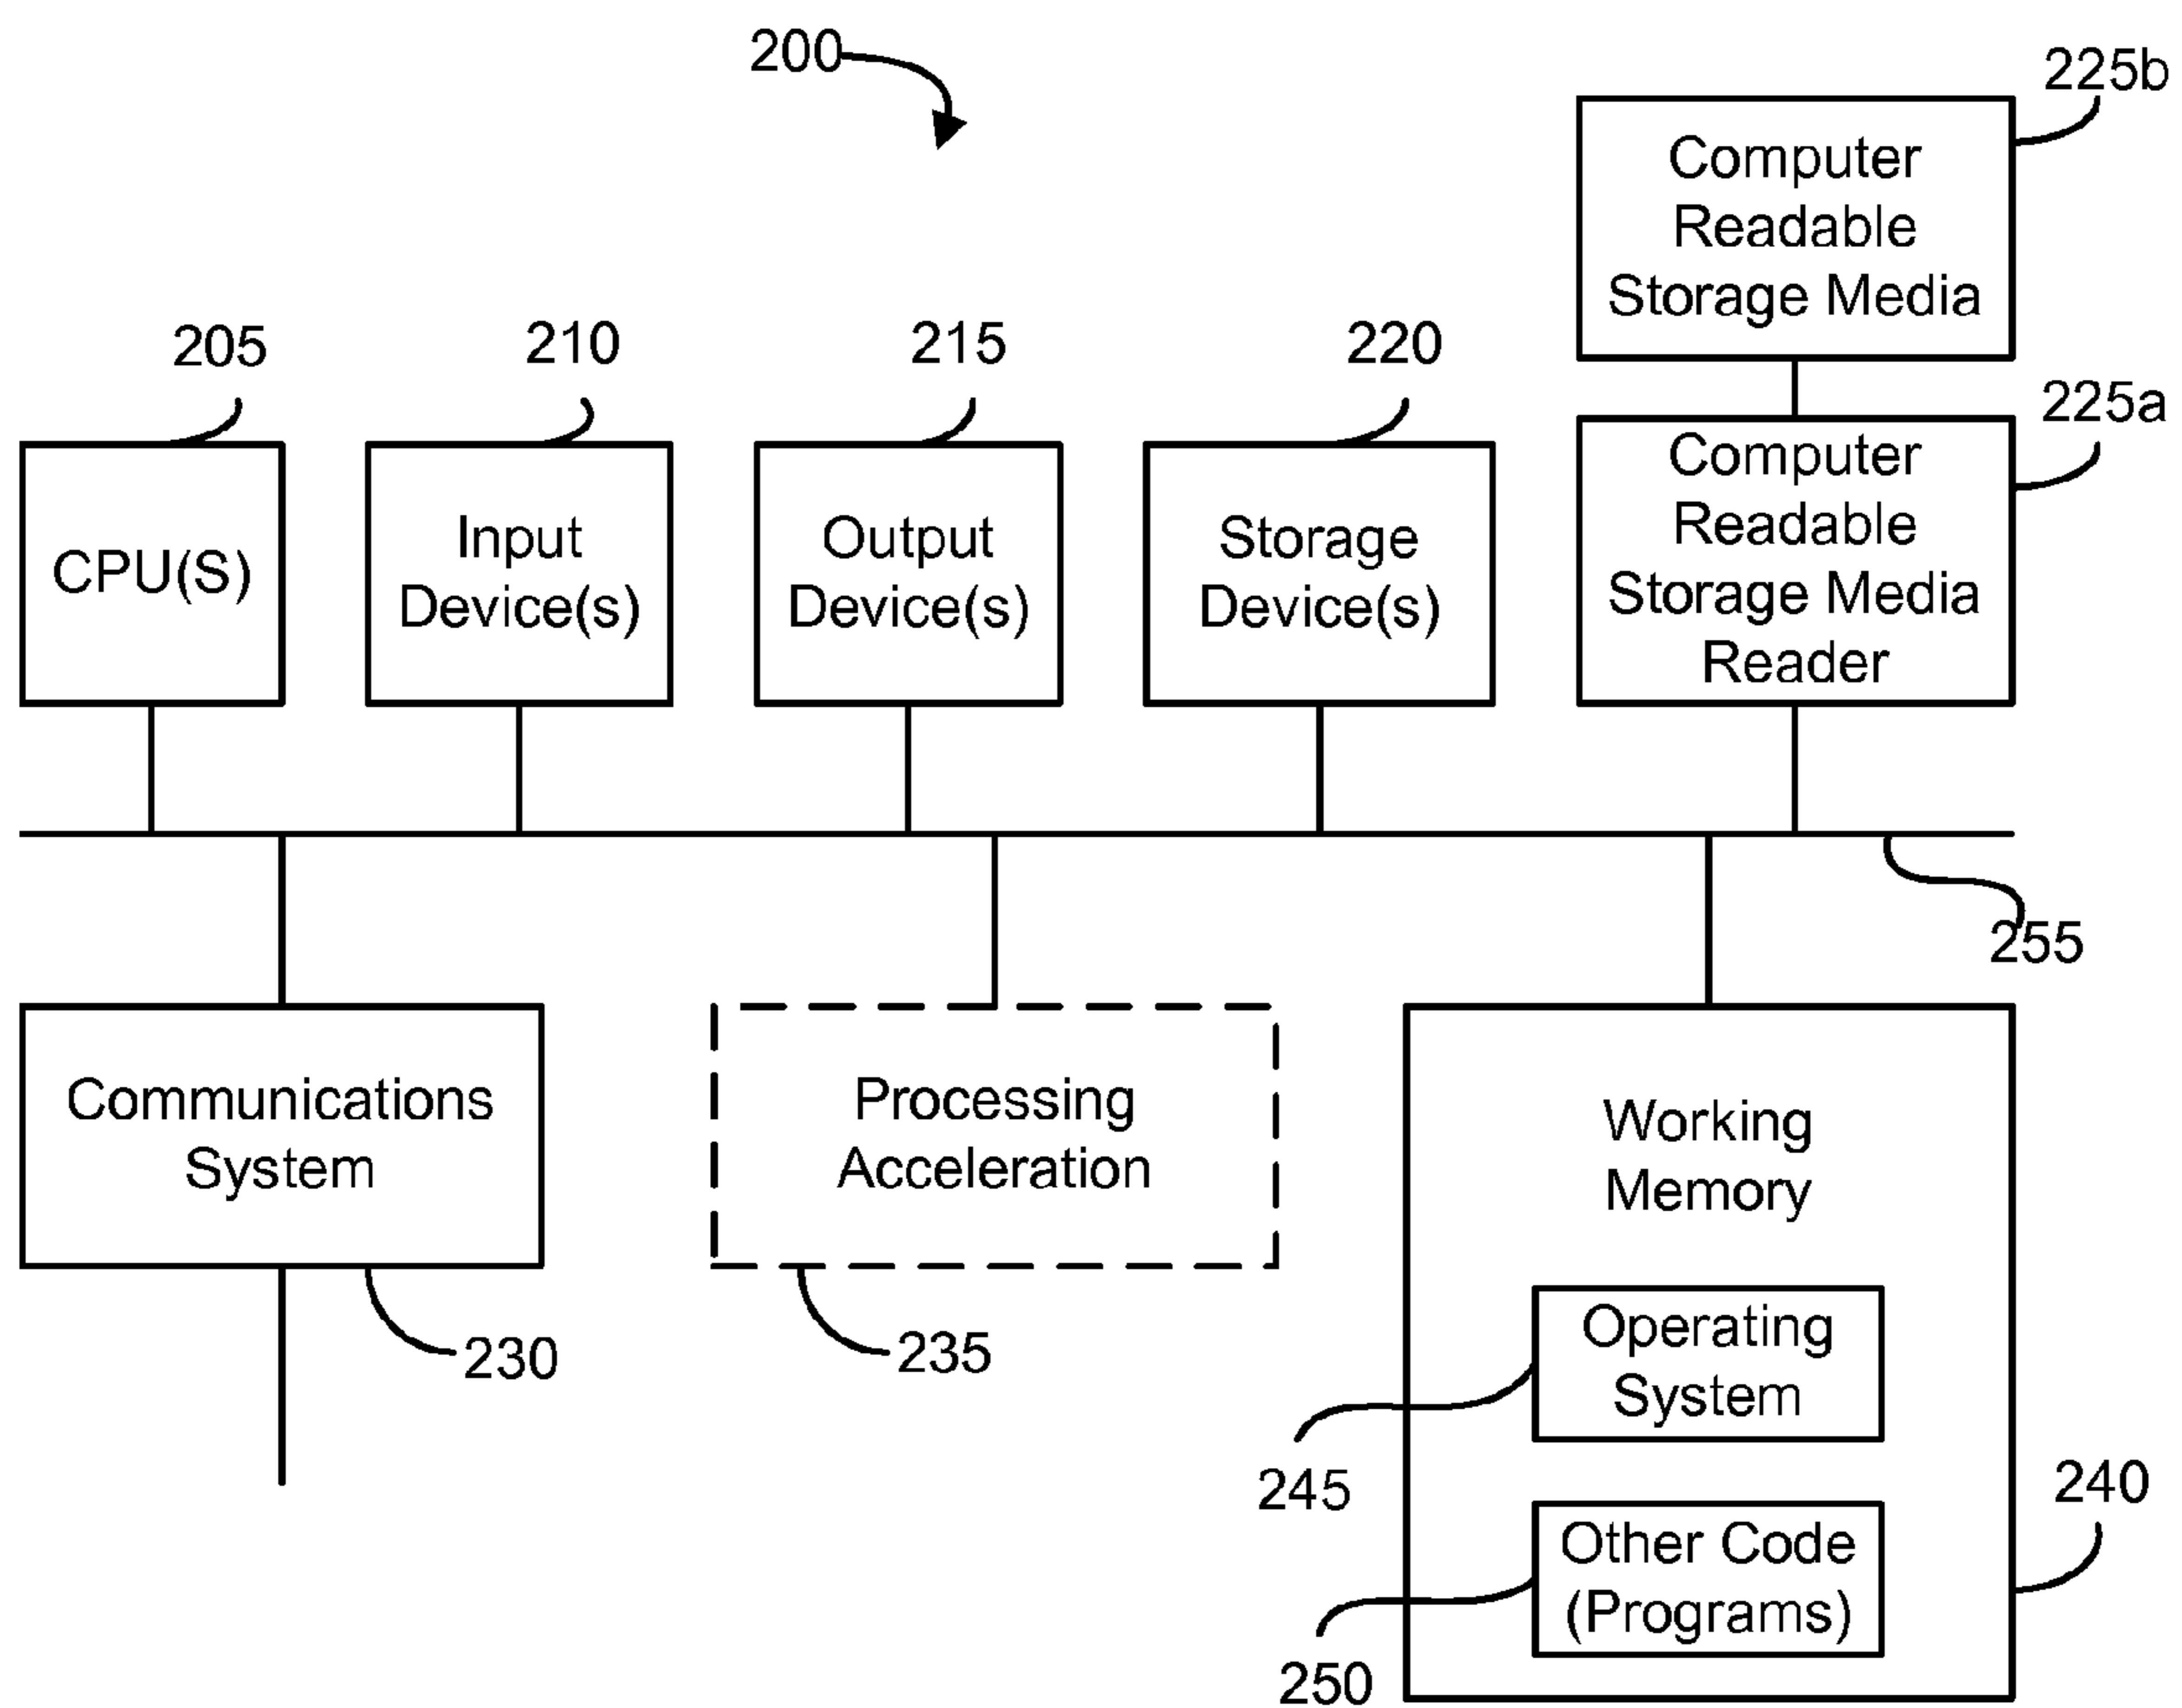 200
225b
Computer
Readable
Storage Media
205
210
215
220
225a
CPU(S)
Input
Device(s)
Output
Device(s)
Storage
Device(s)
Computer
Readable
Storage Media
Reader
255
Communications
System
Processing
Acceleration
Working
Memory
230
235
Operating
System
245
240
Other Code
(Programs)
250